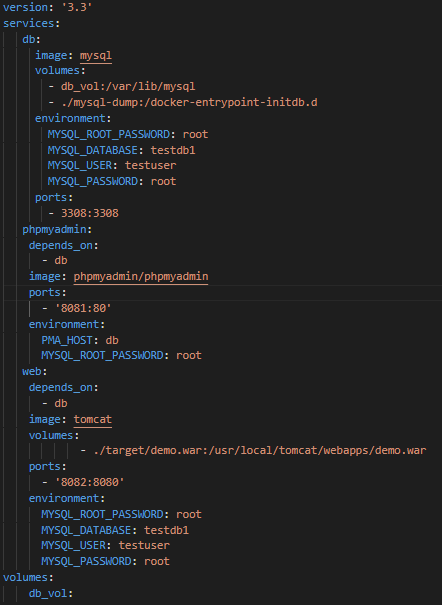 version: '3.3'
services:
   db:
     image: mysql
     volumes:
       - db_vol:/var/lib/mysql
       - ./mysql-dump:/docker-entrypoint-initdb.d
     environment:
       MYSQL_ROOT_PASSWORD: root
       MYSQL_DATABASE: testdb1
       MYSQL_USER: testuser
       MYSQL_PASSWORD: root
     ports:
       - 3308:3308
   phpmyadmin:
    depends_on:
      - db
    image: phpmyadmin/phpmyadmin
    ports:
      - '8081:80'
    environment:
      PMA_HOST: db
      MYSQL_ROOT_PASSWORD: root
   web:
    depends_on:
      - db
    image: tomcat
    volumes:
            - ./target/demo.war:/usr/local/tomcat/webapps/demo.war
    ports:
      - '8082:8080'
    environment:
      MYSQL_ROOT_PASSWORD: root
      MYSQL_DATABASE: testdb1
      MYSQL_USER: testuser
      MYSQL_PASSWORD: root
volumes:
    db_vol: